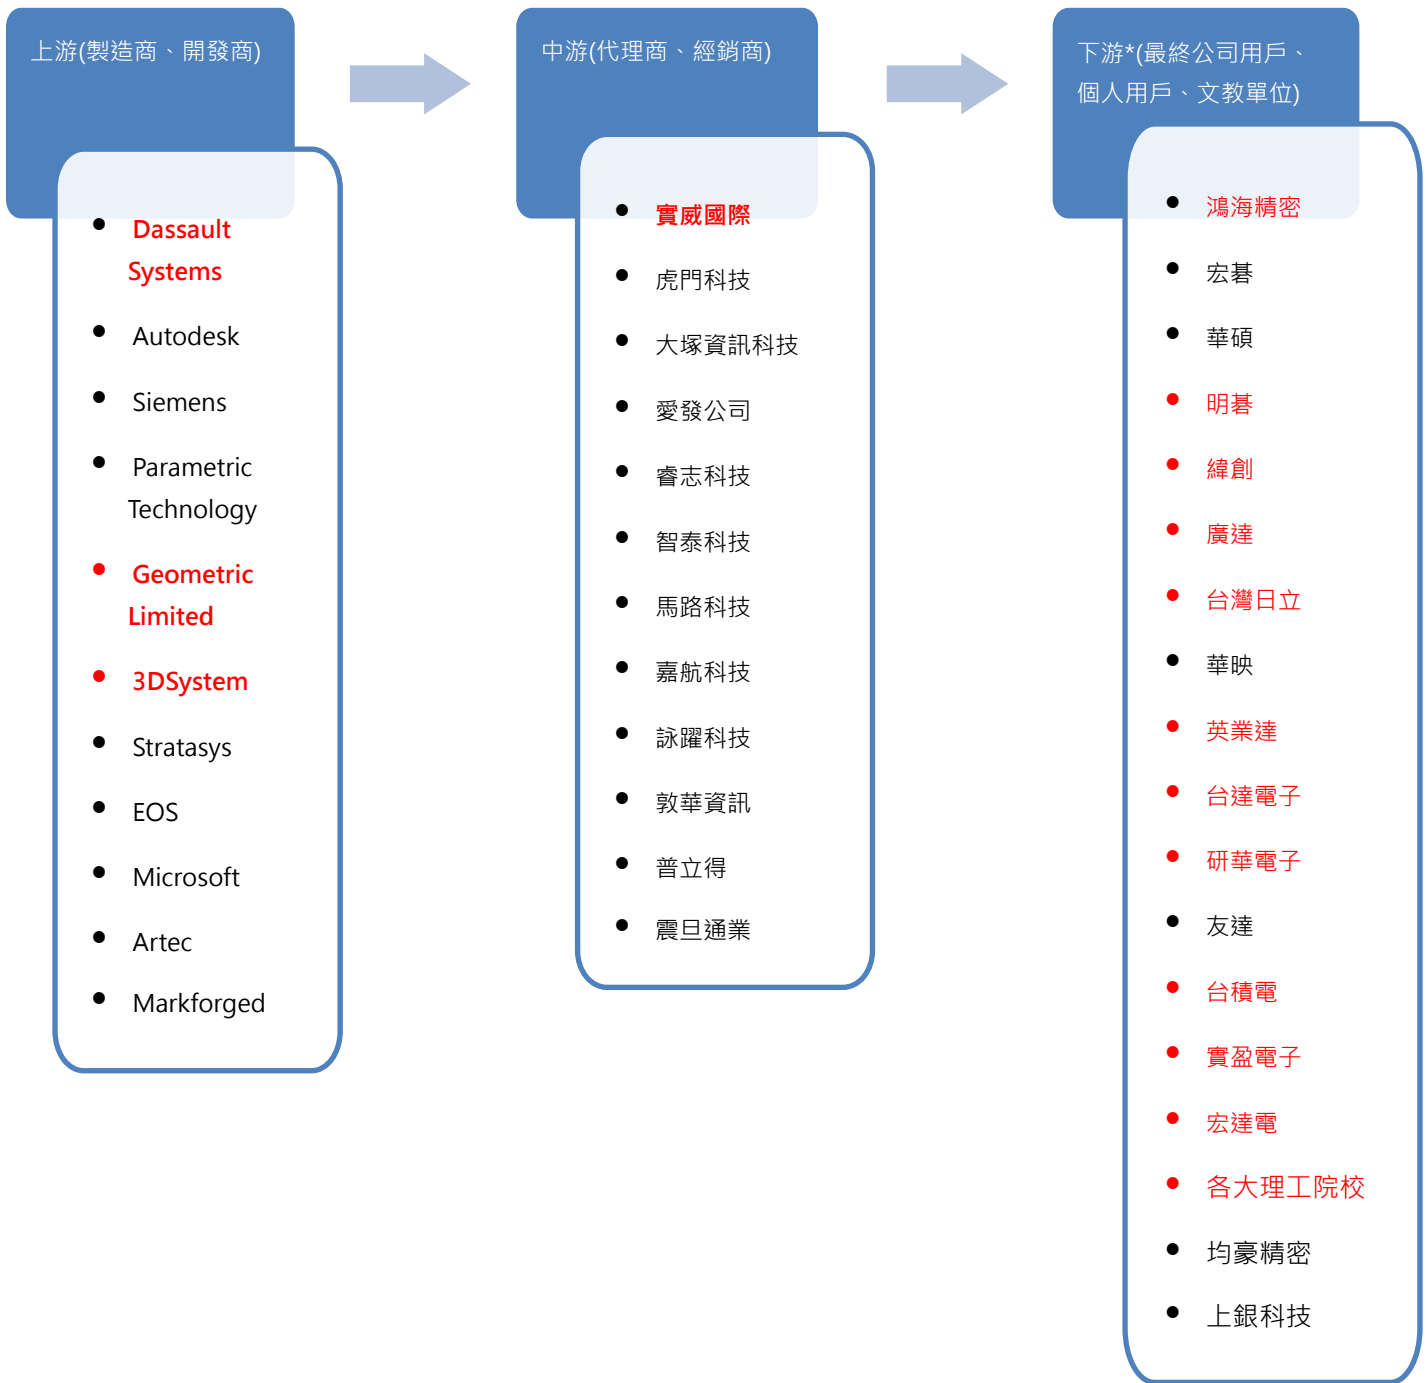 上游(製造商、開發商)
• Dassault
Systems
• Autodesk
• Siemens
• Parametric
Technology
• Geometric
Limited
• 3DSystem
• Stratasys
• EOS
• Microsoft
• Artec
• Markforged
中游(代理商、經銷商)
• 實威國際
• 虎門科技
• 大塚資訊科技
• 愛發公司
• 睿志科技
• 智泰科技
• 馬路科技
• 嘉航科技
• 詠躍科技
• 敦華資訊
• 普立得
• 震旦通業
下游*(最終公司用戶、
個人用戶、文教單位)
• 鴻海精密
• 宏碁
• 華碩
• 明碁
• 緯創
• 廣達
• 台灣日立
• 華映
• 英業達
• 台達電子
• 研華電子
• 友達
• 台積電
• 實盈電子
• 宏達電
• 各大理工院校
• 均豪精密
• 上銀科技